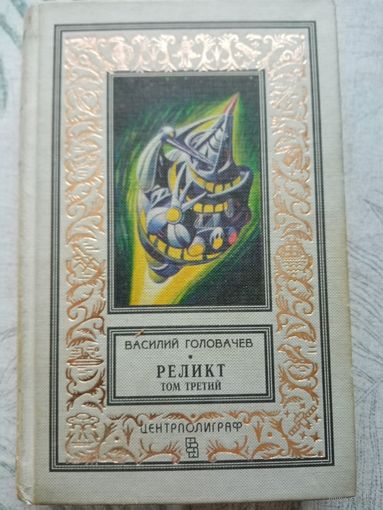 ВАСИЛИЙ ГОЛОВАЧЕВ
РЕЛИКТ
ТОМ ТРЕТИЙ
ЦЕНТРПОЛИГРАФ